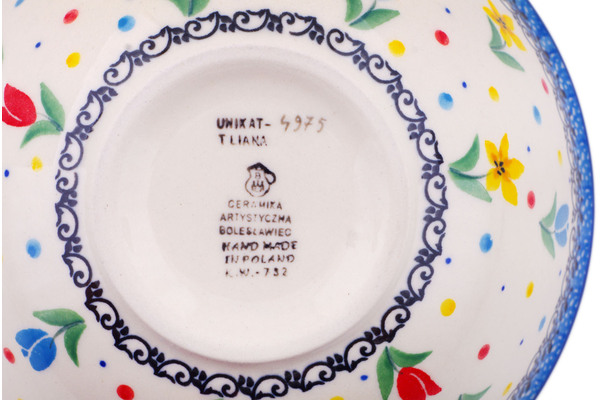 UNIKAT- 4975
T.LIANA
CERAMIKA
ARTYSTYCZNA
BOLESŁAWIEC
HAND MADE
IN POLAND